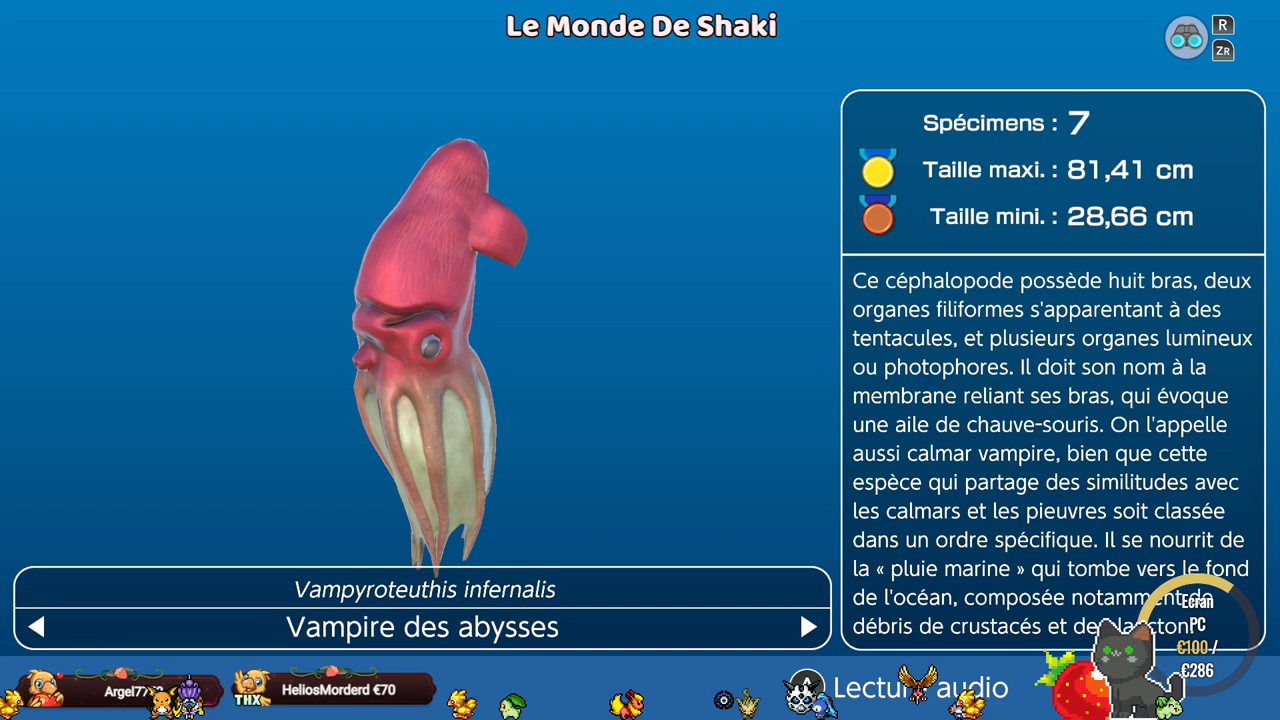 Le Monde De Shaki
R
ZR
Spécimens : 7
Taille maxi. : 81,41 cm
Taille mini. : 28,66 cm
Ce céphalopode possède huit bras, deux
organes filiformes s'apparentant à des
tentacules, et plusieurs organes lumineux
ou photophores. Il doit son nom à la
membrane reliant ses bras, qui évoque
une aile de chauve-souris. On l'appelle
aussi calmar vampire, bien que cette
espèce qui partage des similitudes avec
les calmars et les pieuvres soit classée
dans un ordre spécifique. Il se nourrit de
la « pluie marine » qui tombe vers le fond
de l'océan, composée notamment de
débris de crustacés et de plancton.
Vampyroteuthis infernalis
Vampire des abysses
Ecran
PC
€100 /
€286
THX
HeliosMorderd €70
audio